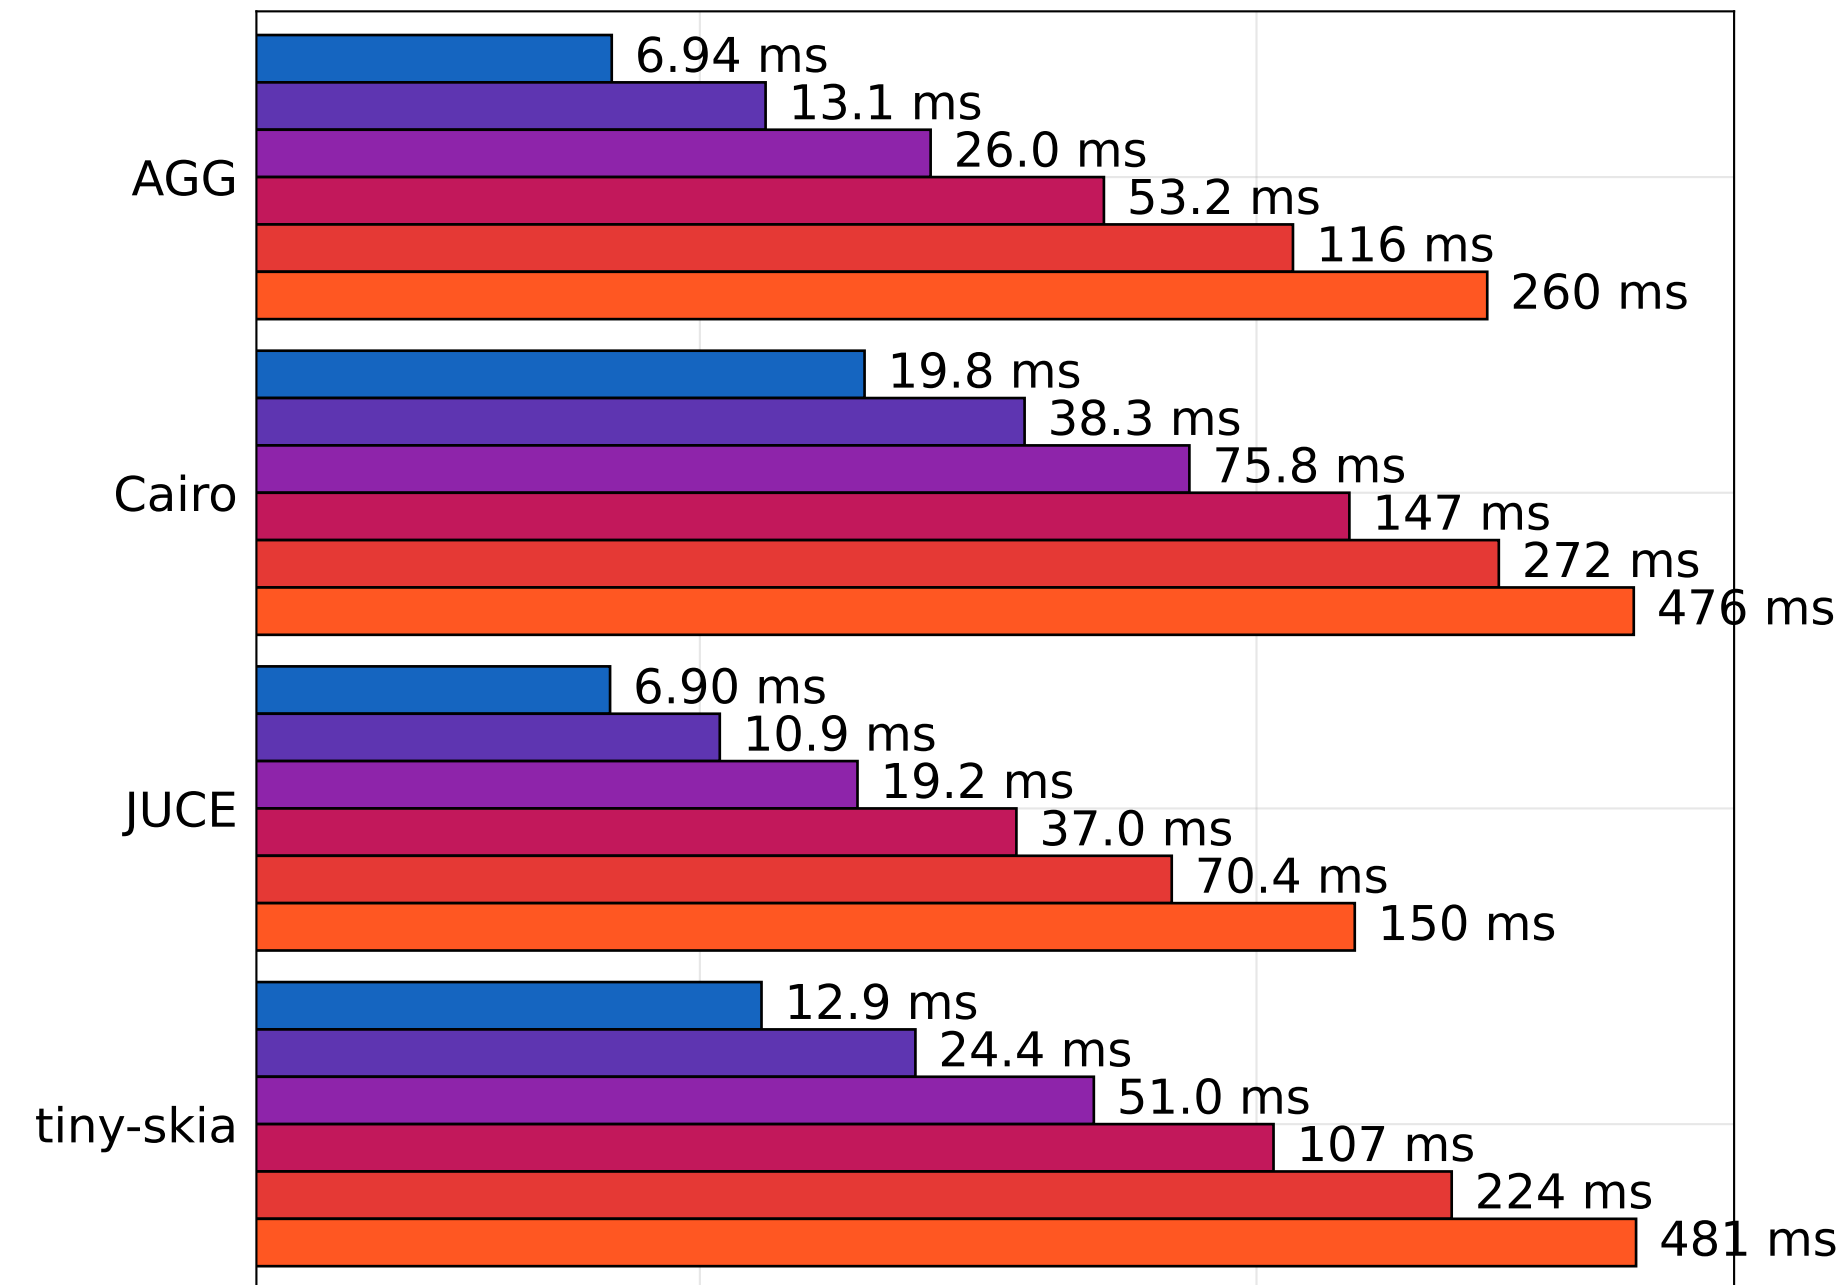 6.94 ms
13.1 ms
26.0 ms
AGG
53.2 ms
116 ms
260 ms
19.8 ms
38.3 ms
75.8 ms
Cairo
147 ms
272 ms
476 ms
6.90 ms
10.9 ms
19.2 ms
JUCE
37.0 ms
70.4 ms
150 ms
12.9 ms
24.4 ms
51.0 ms
tiny-skia
107 ms
224 ms
481 ms